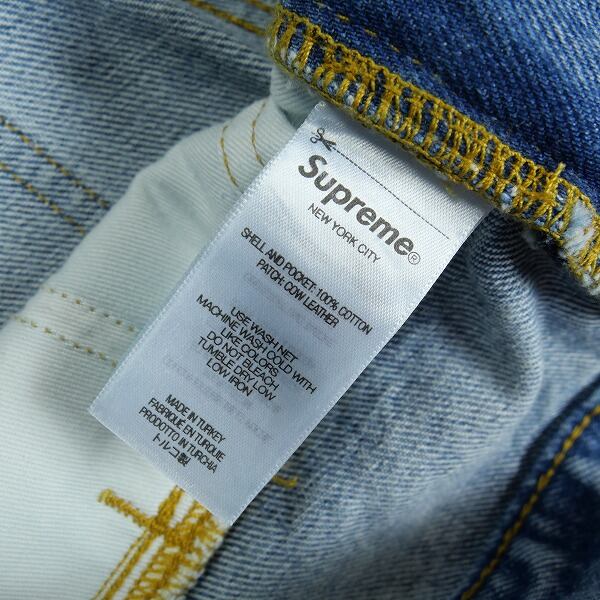 Supreme®
NEW YORK CITY
SHELL AND POCKET: 100% COTTON
PATCH: COW LEATHER
USE WASH NET
MACHINE WASH COLD WITH
LIKE COLORS
DO NOT BLEACH
TUMBLE DRY LOW
LOW IRON
MADE IN TURKEY
FABRIQUÉ EN TURQUIE
PRODOTTO IN TURCHIA
トルコ製